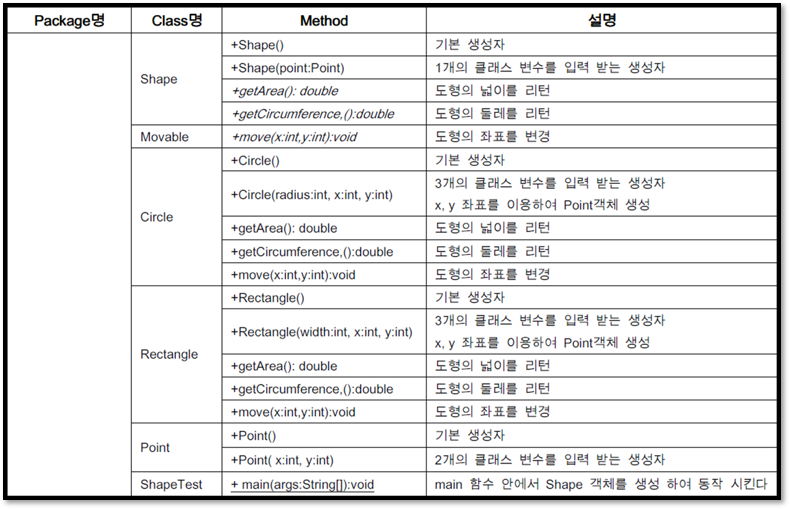 Package명 Class명 Method 설명
Shape
+Shape() 기본 생성자
+Shape(point:Point) 1개의 클래스 변수를 입력 받는 생성자
+getArea(): double 도형의 넓이를 리턴
+getCircumference,():double 도형의 둘레를 리턴
Movable +move(x:int,y:int):void 도형의 좌표를 변경
Circle
+Circle() 기본 생성자
+Circle(radius:int, x:int, y:int) 3개의 클래스 변수를 입력 받는 생성자
x, y 좌표를 이용하여 Point객체 생성
+getArea(): double 도형의 넓이를 리턴
+getCircumference,():double 도형의 둘레를 리턴
+move(x:int,y:int):void 도형의 좌표를 변경
Rectangle
+Rectangle() 기본 생성자
+Rectangle(width:int, x:int, y:int) 3개의 클래스 변수를 입력 받는 생성자
x, y 좌표를 이용하여 Point객체 생성
+getArea(): double 도형의 넓이를 리턴
+getCircumference,():double 도형의 둘레를 리턴
+move(x:int,y:int):void 도형의 좌표를 변경
Point
+Point() 기본 생성자
+Point( x:int, y:int) 2개의 클래스 변수를 입력 받는 생성자
ShapeTest + main(args:String[]):void main 함수 안에서 Shape 객체를 생성 하여 동작 시킨다